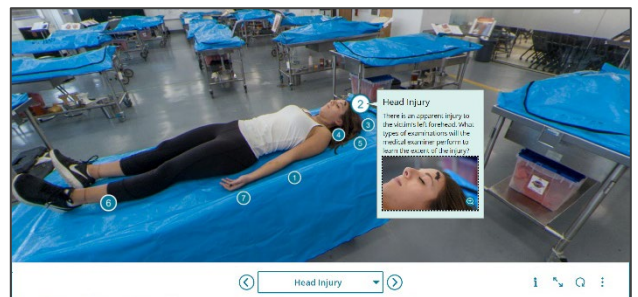 2
Head Injury
There is an apparent injury to
the victim's left forehead. What
types of examinations will the
medical examiner perform to
learn the extent of the injury?
3
4
5
1
7
6
Head Injury